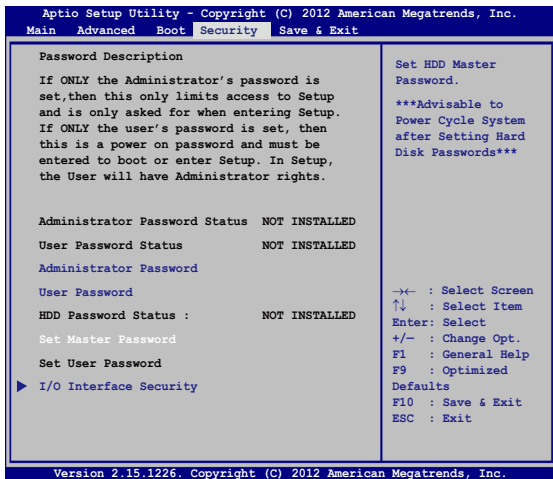 Aptio Setup Utility - Copyright (C) 2012 American Megatrends, Inc.
Main Advanced Boot Security Save & Exit
Password Description
If ONLY the Administrator's password is
set,then this only limits access to Setup
and is only asked for when entering Setup.
If ONLY the user's password is set, then
this is a power on password and must be
entered to boot or enter Setup. In Setup,
the User will have Administrator rights.
Administrator Password Status NOT INSTALLED
User Password Status NOT INSTALLED
Administrator Password
User Password
HDD Password Status : NOT INSTALLED
Set Master Password
Set User Password
I/O Interface Security
Set HDD Master
Password.
***Advisable to
Power Cycle System
after Setting Hard
Disk Passwords***
→← : Select Screen
↑↓ : Select Item
Enter: Select
+/— : Change Opt.
F1 : General Help
F9 : Optimized
Defaults
F10 : Save & Exit
ESC : Exit
Version 2.15.1226. Copyright (C) 2012 American Megatrends, Inc.